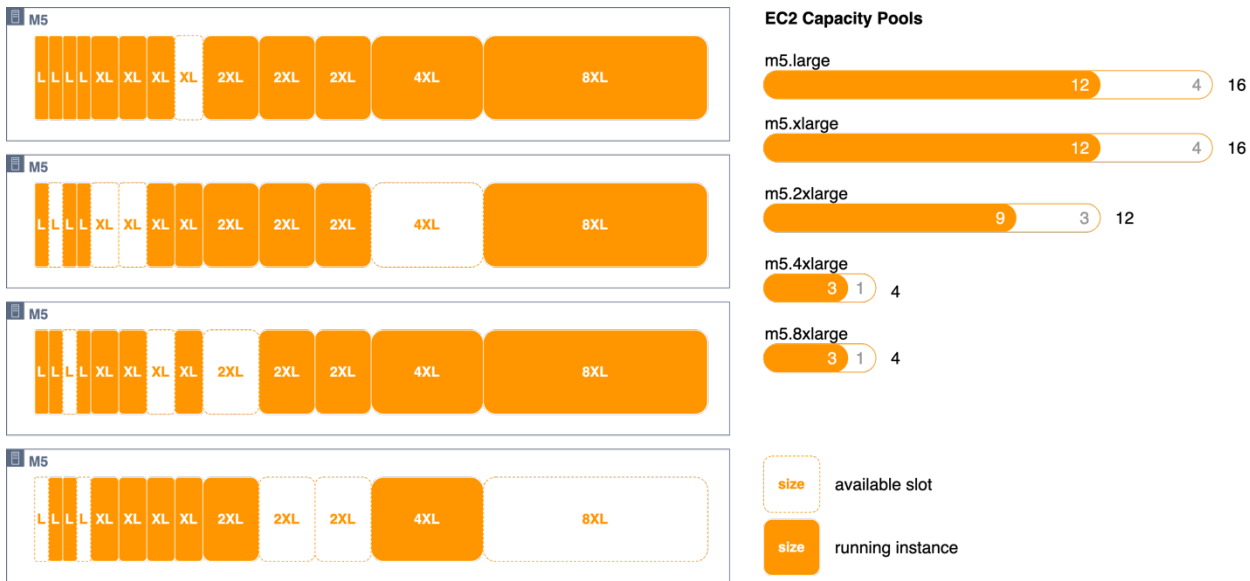 M5
L L L L XL XL XL XL 2XL 2XL 2XL 4XL 8XL
M5
L L L L XL XL XL XL 2XL 2XL 2XL 4XL 8XL
M5
L L L L XL XL XL XL 2XL 2XL 2XL 4XL 8XL
M5
L L L L XL XL XL XL 2XL 2XL 2XL 4XL 8XL
EC2 Capacity Pools
m5.large
12 4 16
m5.xlarge
12 4 16
m5.2xlarge
9 3 12
m5.4xlarge
3 1 4
m5.8xlarge
3 1 4
size available slot
size running instance